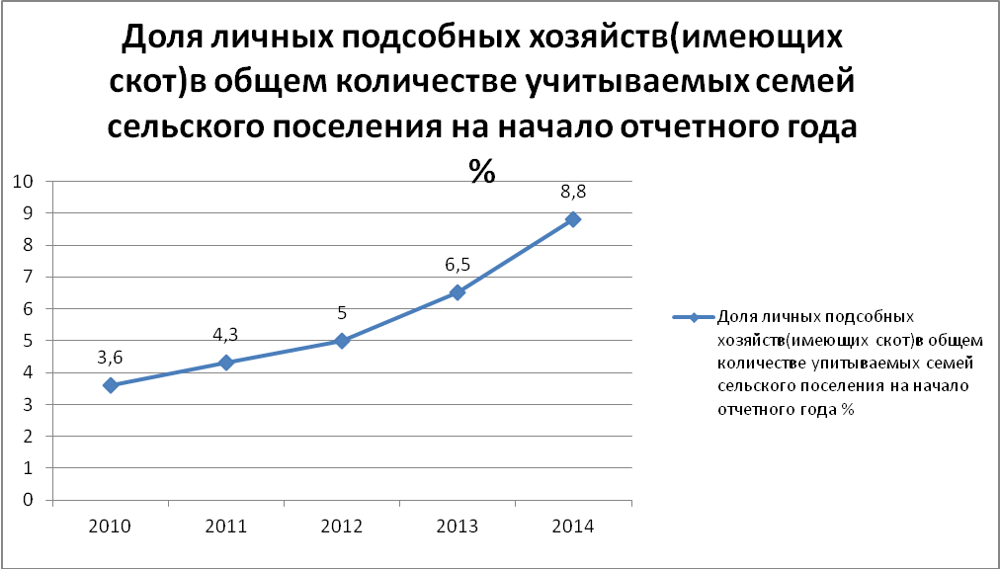 Доля личных подсобных хозяйств(имеющих
скот)в общем количестве учитываемых семей
сельского поселения на начало отчетного года
%
10
9
8
7
6
5
4
3
2
1
0
3,6
4,3
5
6,5
8,8
2010
2011
2012
2013
2014
Доля личных подсобных
хозяйств(имеющих скот)в общем
количестве упитываемых семей
сельского поселения на начало
отчетного года %